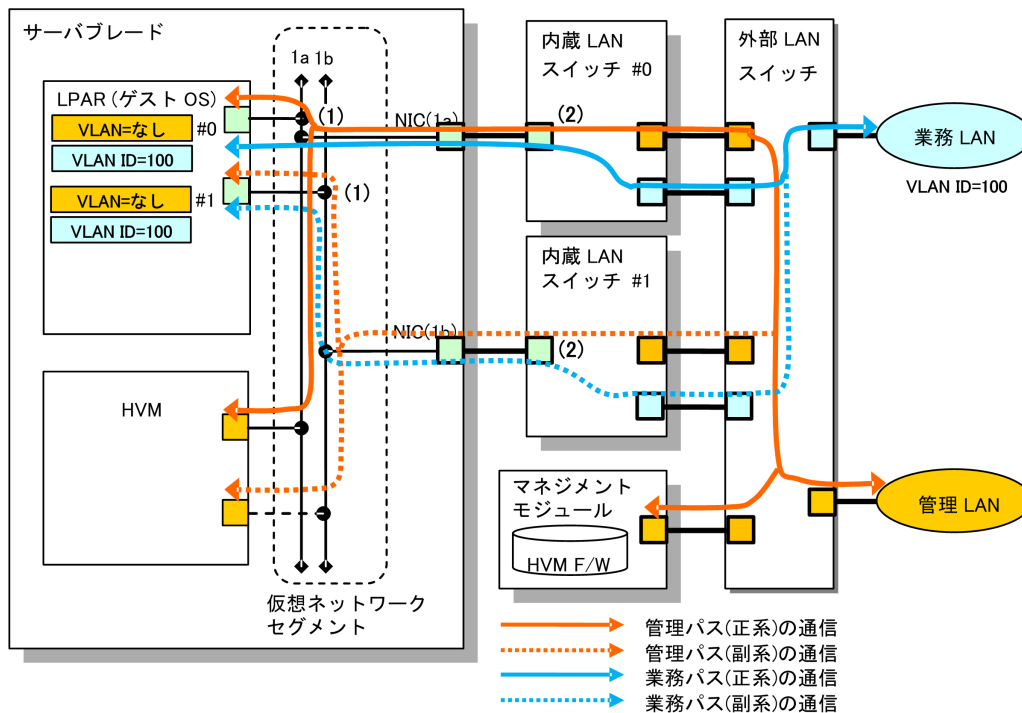 サーバブレード
1a 1b
LPAR (ゲスト OS)
VLAN=なし #0
VLAN ID=100
VLAN=なし #1
VLAN ID=100
(1)
(1)
NIC(1a)
NIC(1b)
HVM
仮想ネットワーク
セグメント
内蔵 LAN
スイッチ #0
(2)
内蔵 LAN
スイッチ #1
(2)
マネジメント
モジュール
HVM F/W
外部 LAN
スイッチ
業務 LAN
VLAN ID=100
管理 LAN
管理パス(正系)の通信
管理パス(副系)の通信
業務パス(正系)の通信
業務パス(副系)の通信